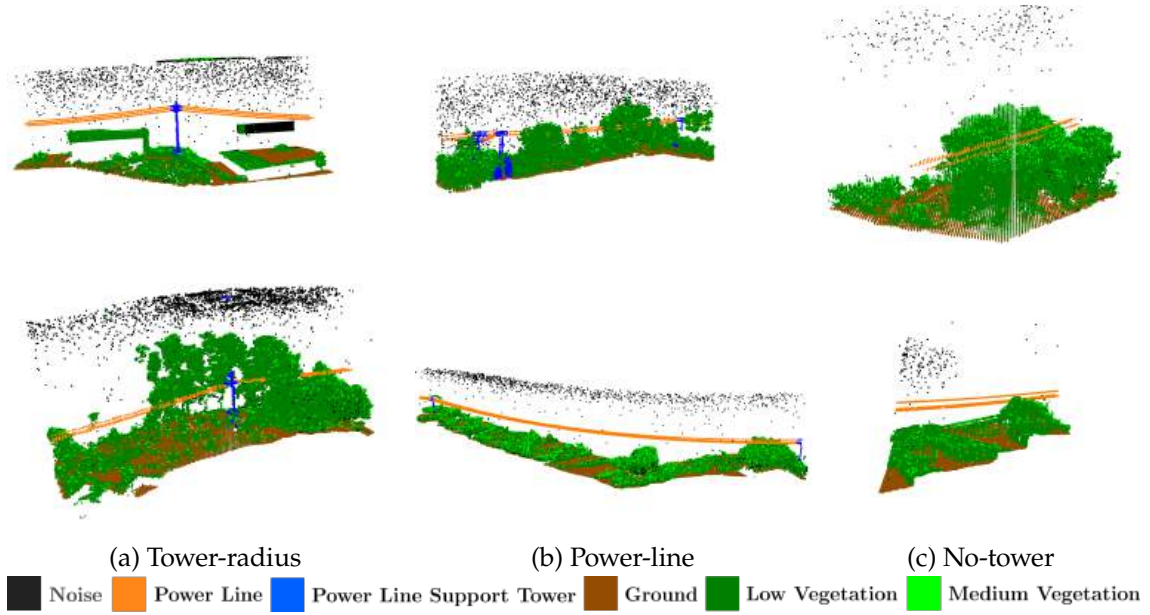 (a) Tower-radius (b) Power-line (c) No-tower
Noise Power Line Power Line Support Tower Ground Low Vegetation Medium Vegetation